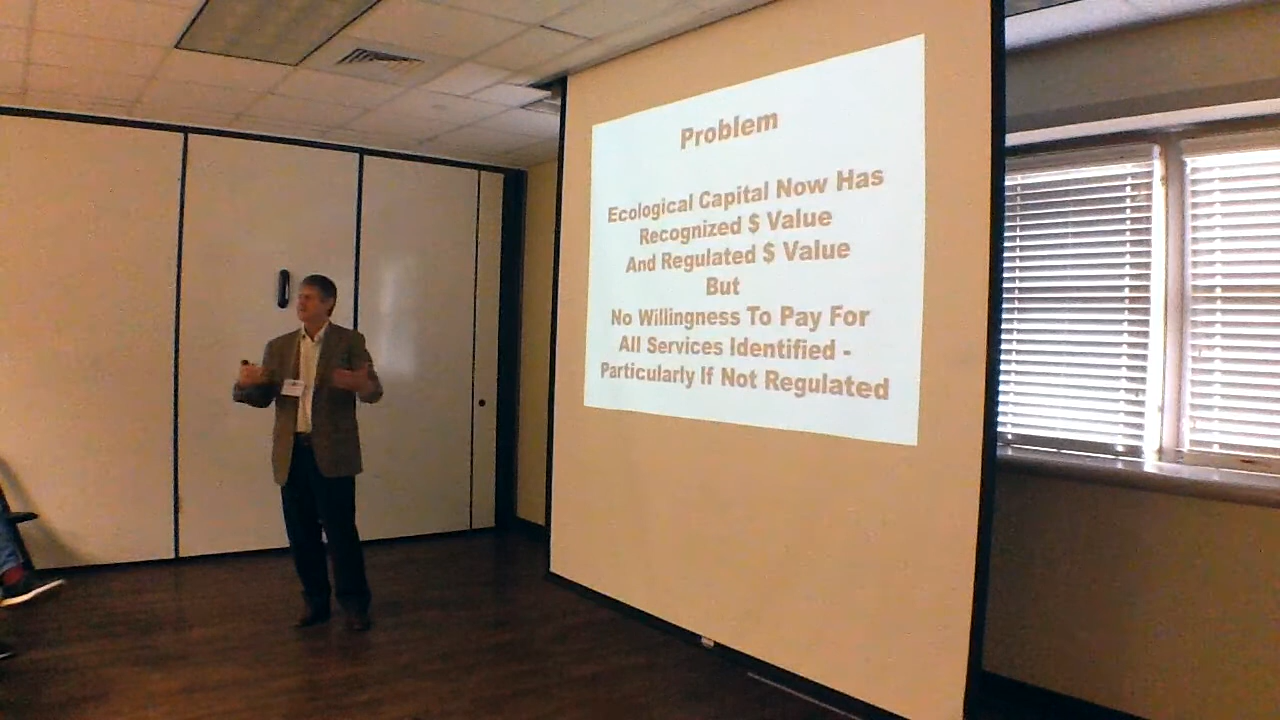 Problem
Ecological Capital Now Has
Recognized $ Value
And Regulated $ Value
But
No Willingness To Pay For
All Services Identified -
Particularly If Not Regulated